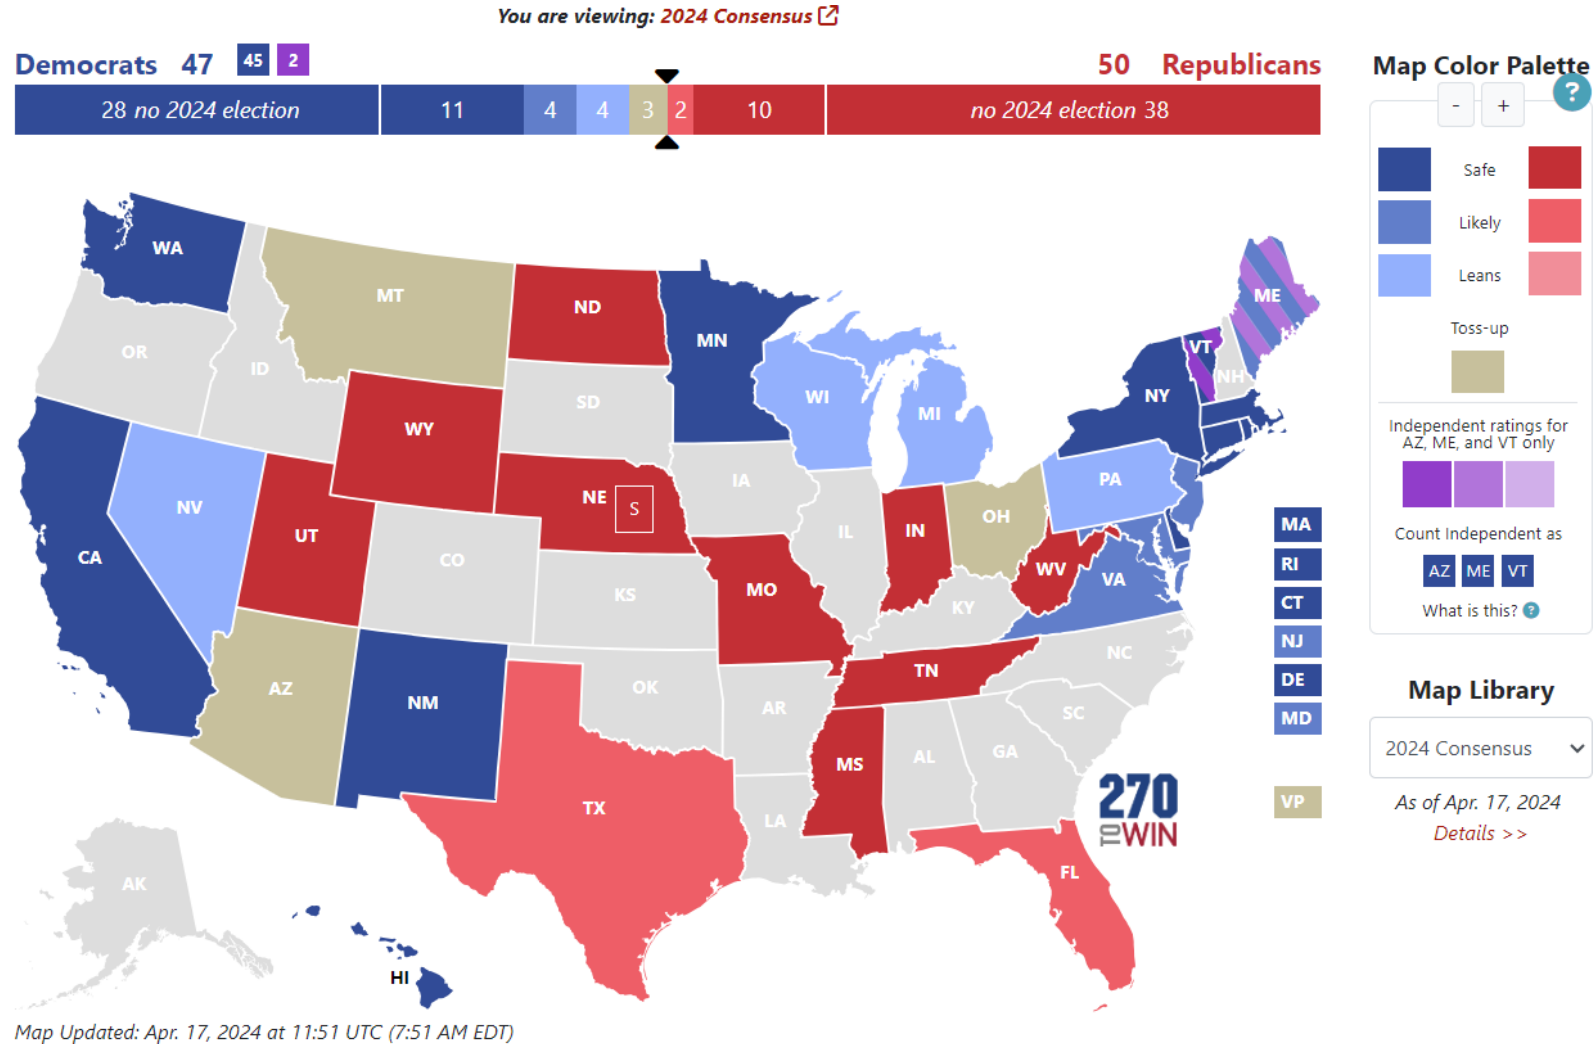 You are viewing: 2024 Consensus
Democrats 47 45 2
50 Republicans
28 no 2024 election 11 4 4 3 2 10 no 2024 election 38
Map Color Palette
?
- +
Safe
Likely
Leans
Toss-up
Independent ratings for
AZ, ME, and VT only
Count Independent as
AZ ME VT
What is this? ?
Map Library
2024 Consensus
As of Apr. 17, 2024
Details >>
WA
MT
ND
MN
ME
VT
OR
ID
NH
SD
WI
NY
MI
WY
IA
PA
NE
S
NV
OH
IN
IL
UT
CA
CO
WV
VA
MO
KS
KY
NC
TN
AZ
OK
NM
AR
SC
GA
AL
MS
TX
LA
FL
AK
HI
MA
RI
CT
NJ
DE
MD
VP
270
TO WIN
Map Updated: Apr. 17, 2024 at 11:51 UTC (7:51 AM EDT)